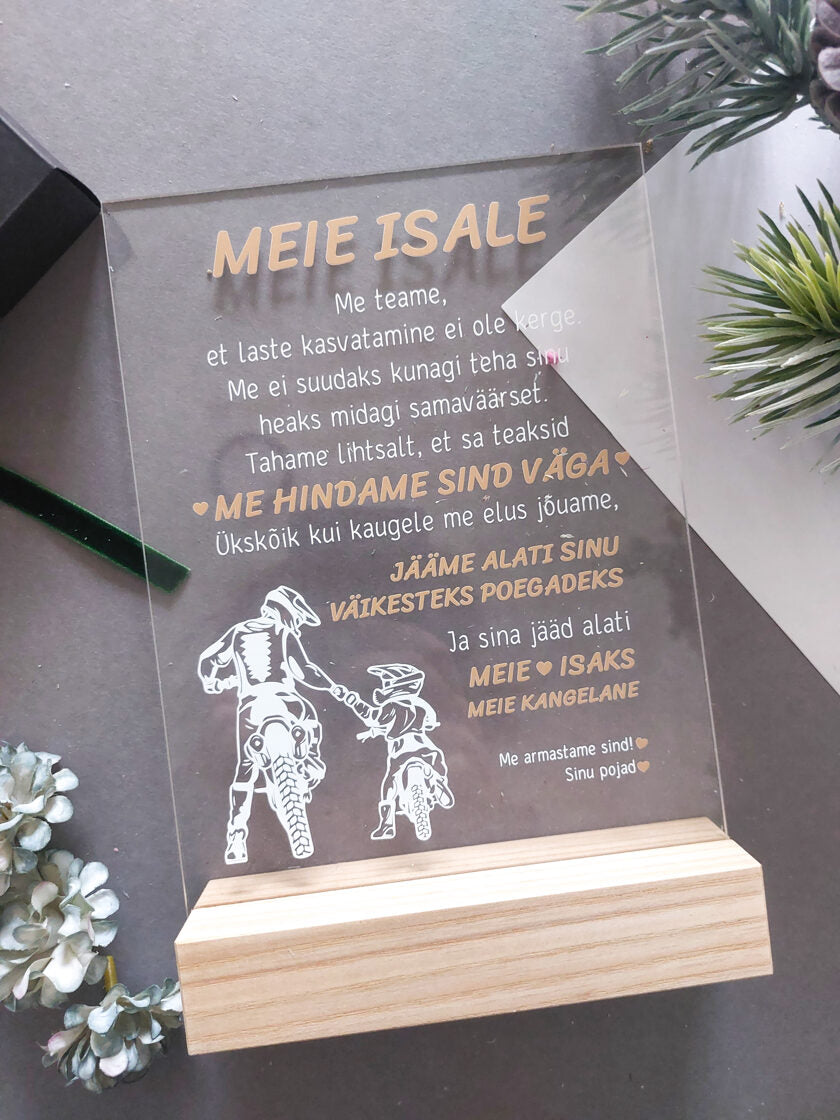 MEIE ISALE
Me teame,
et laste kasvatamine ei ole kerge.
Me ei suudaks kunagi teha sinu
heaks midagi samaväärset.
Tahame lihtsalt, et sa teaksid
ME HINDAME SIND VÄGA
Ükskõik kui kaugele me elus jõuame,
JÄÄME ALATI SINU
VÄIKESTEKS POEGADEKS
Ja sina jääd alati
MEIE ♥ ISAKS
MEIE KANGELANE
Me armastame sind!
Sinu pojad